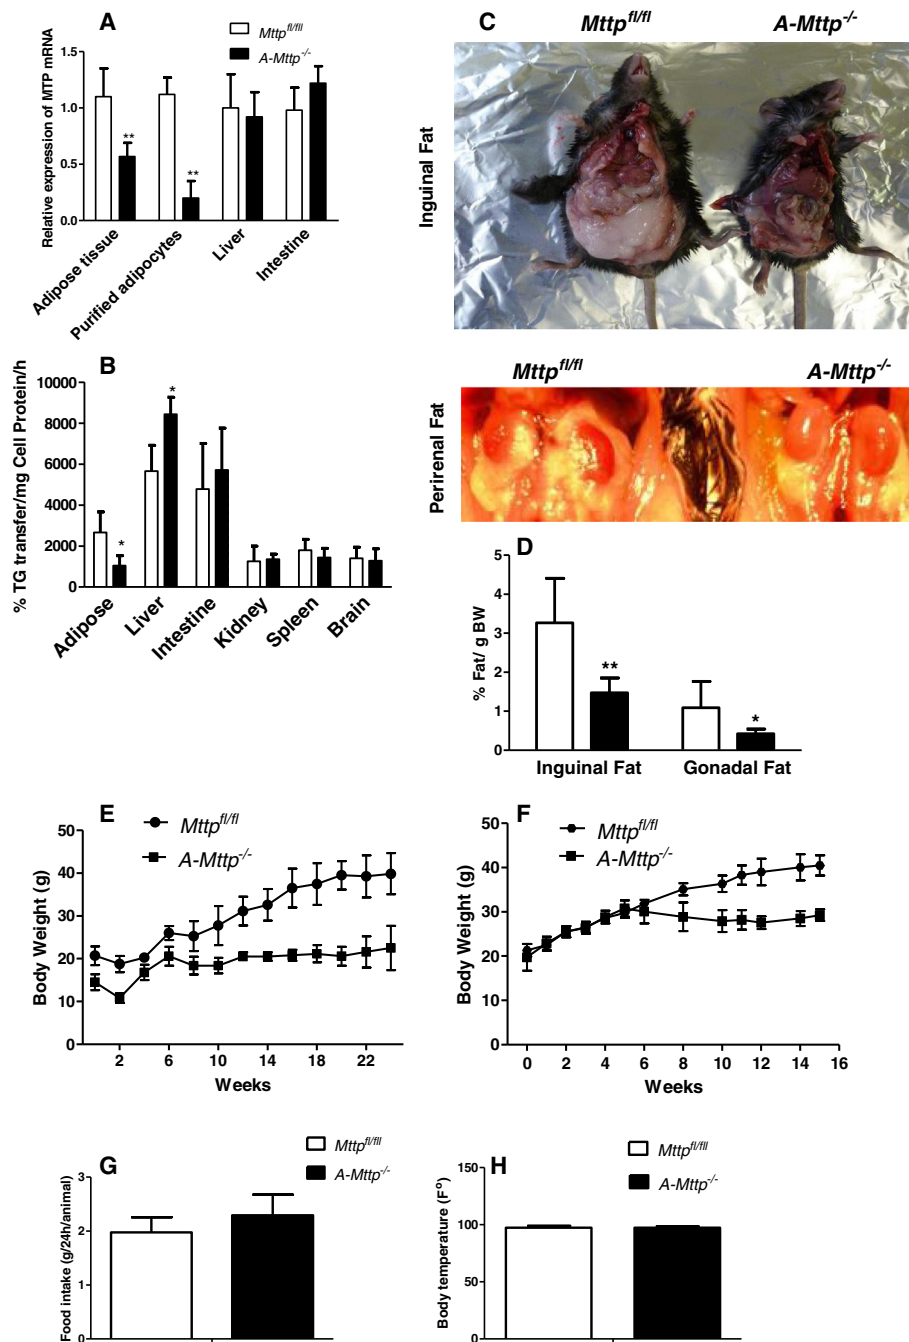 A
Mttp^fl/fll
A-Mttp^-/-
Relative expression of MTP mRNA
1.5
1.0
0.5
0.0
**
**
Adipose tissue
Purified adipocytes
Liver
Intestine
B
% TG transfer/mg Cell Protein/h
10000
8000
6000
4000
2000
0
*
*
Adipose
Liver
Intestine
Kidney
Spleen
Brain
C
Mttp^fl/fl
A-Mttp^-/-
Inguinal Fat
Mttp^fl/fl
A-Mttp^-/-
Perirenal Fat
D
% Fat/ g BW
5
4
3
2
1
0
**
*
Inguinal Fat
Gonadal Fat
E
Mttp^fl/fl
A-Mttp^-/-
Body Weight (g)
50
40
30
20
10
0
2 6 10 14 18 22
Weeks
F
Mttp^fl/fl
A-Mttp^-/-
Body Weight (g)
50
40
30
20
10
0
0 2 4 6 8 10 12 14 16
Weeks
G
Mttp^fl/fll
A-Mttp^-/-
Food intake (g/24h/animal)
3
2
1
0
H
Mttp^fl/fll
A-Mttp^-/-
Body temperature (Fº)
150
100
50
0